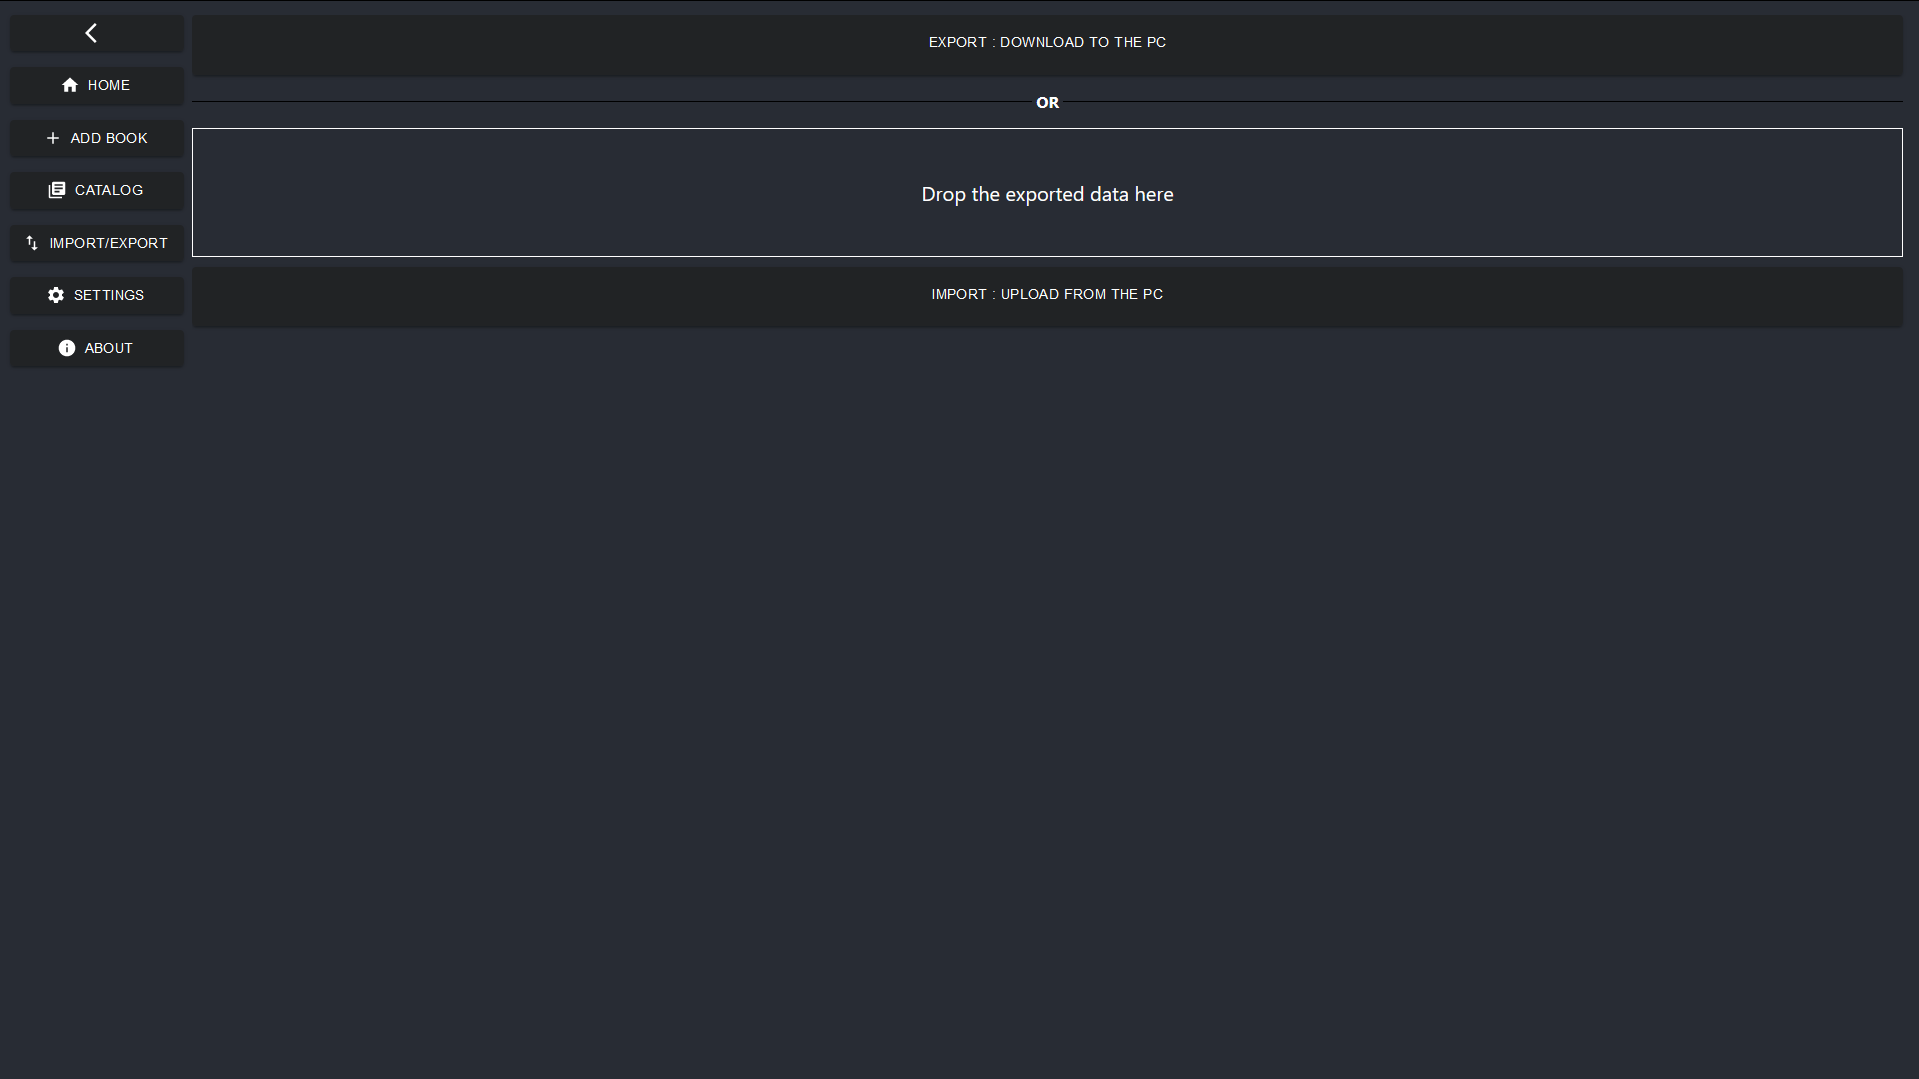 HOME
ADD BOOK
CATALOG
IMPORT/EXPORT
SETTINGS
ABOUT
EXPORT : DOWNLOAD TO THE PC
OR
Drop the exported data here
IMPORT : UPLOAD FROM THE PC